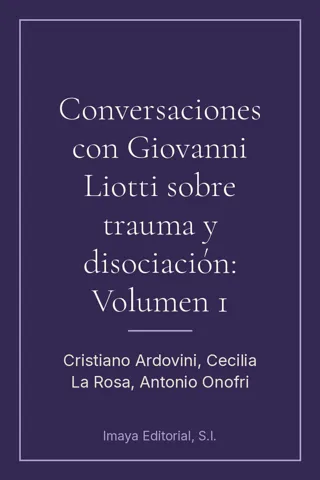 Conversaciones
con Giovanni
Liotti sobre
trauma y
disociación:
Volumen 1
Cristiano Ardovini, Cecilia
La Rosa, Antonio Onofri
Imaya Editorial, S.l.